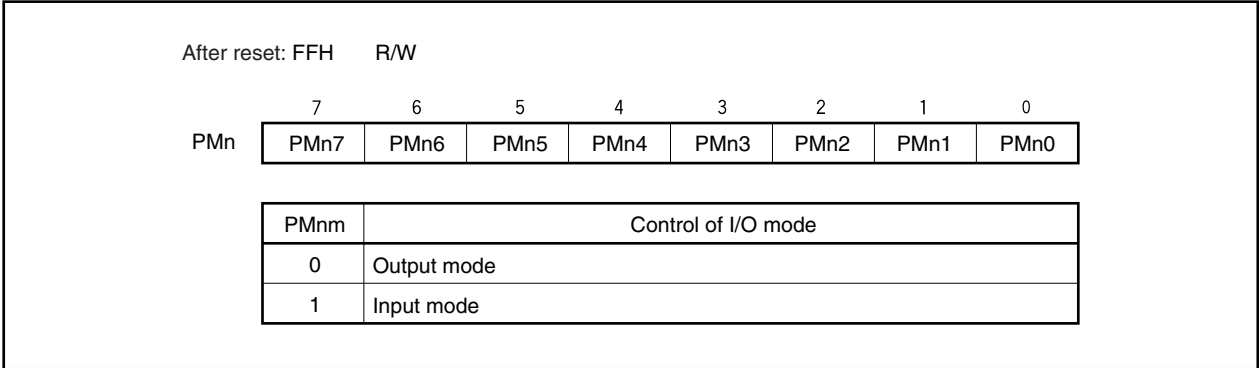 After reset: FFH R/W
7 6 5 4 3 2 1 0
PMn PMn7 PMn6 PMn5 PMn4 PMn3 PMn2 PMn1 PMn0
PMnm Control of I/O mode
0 Output mode
1 Input mode